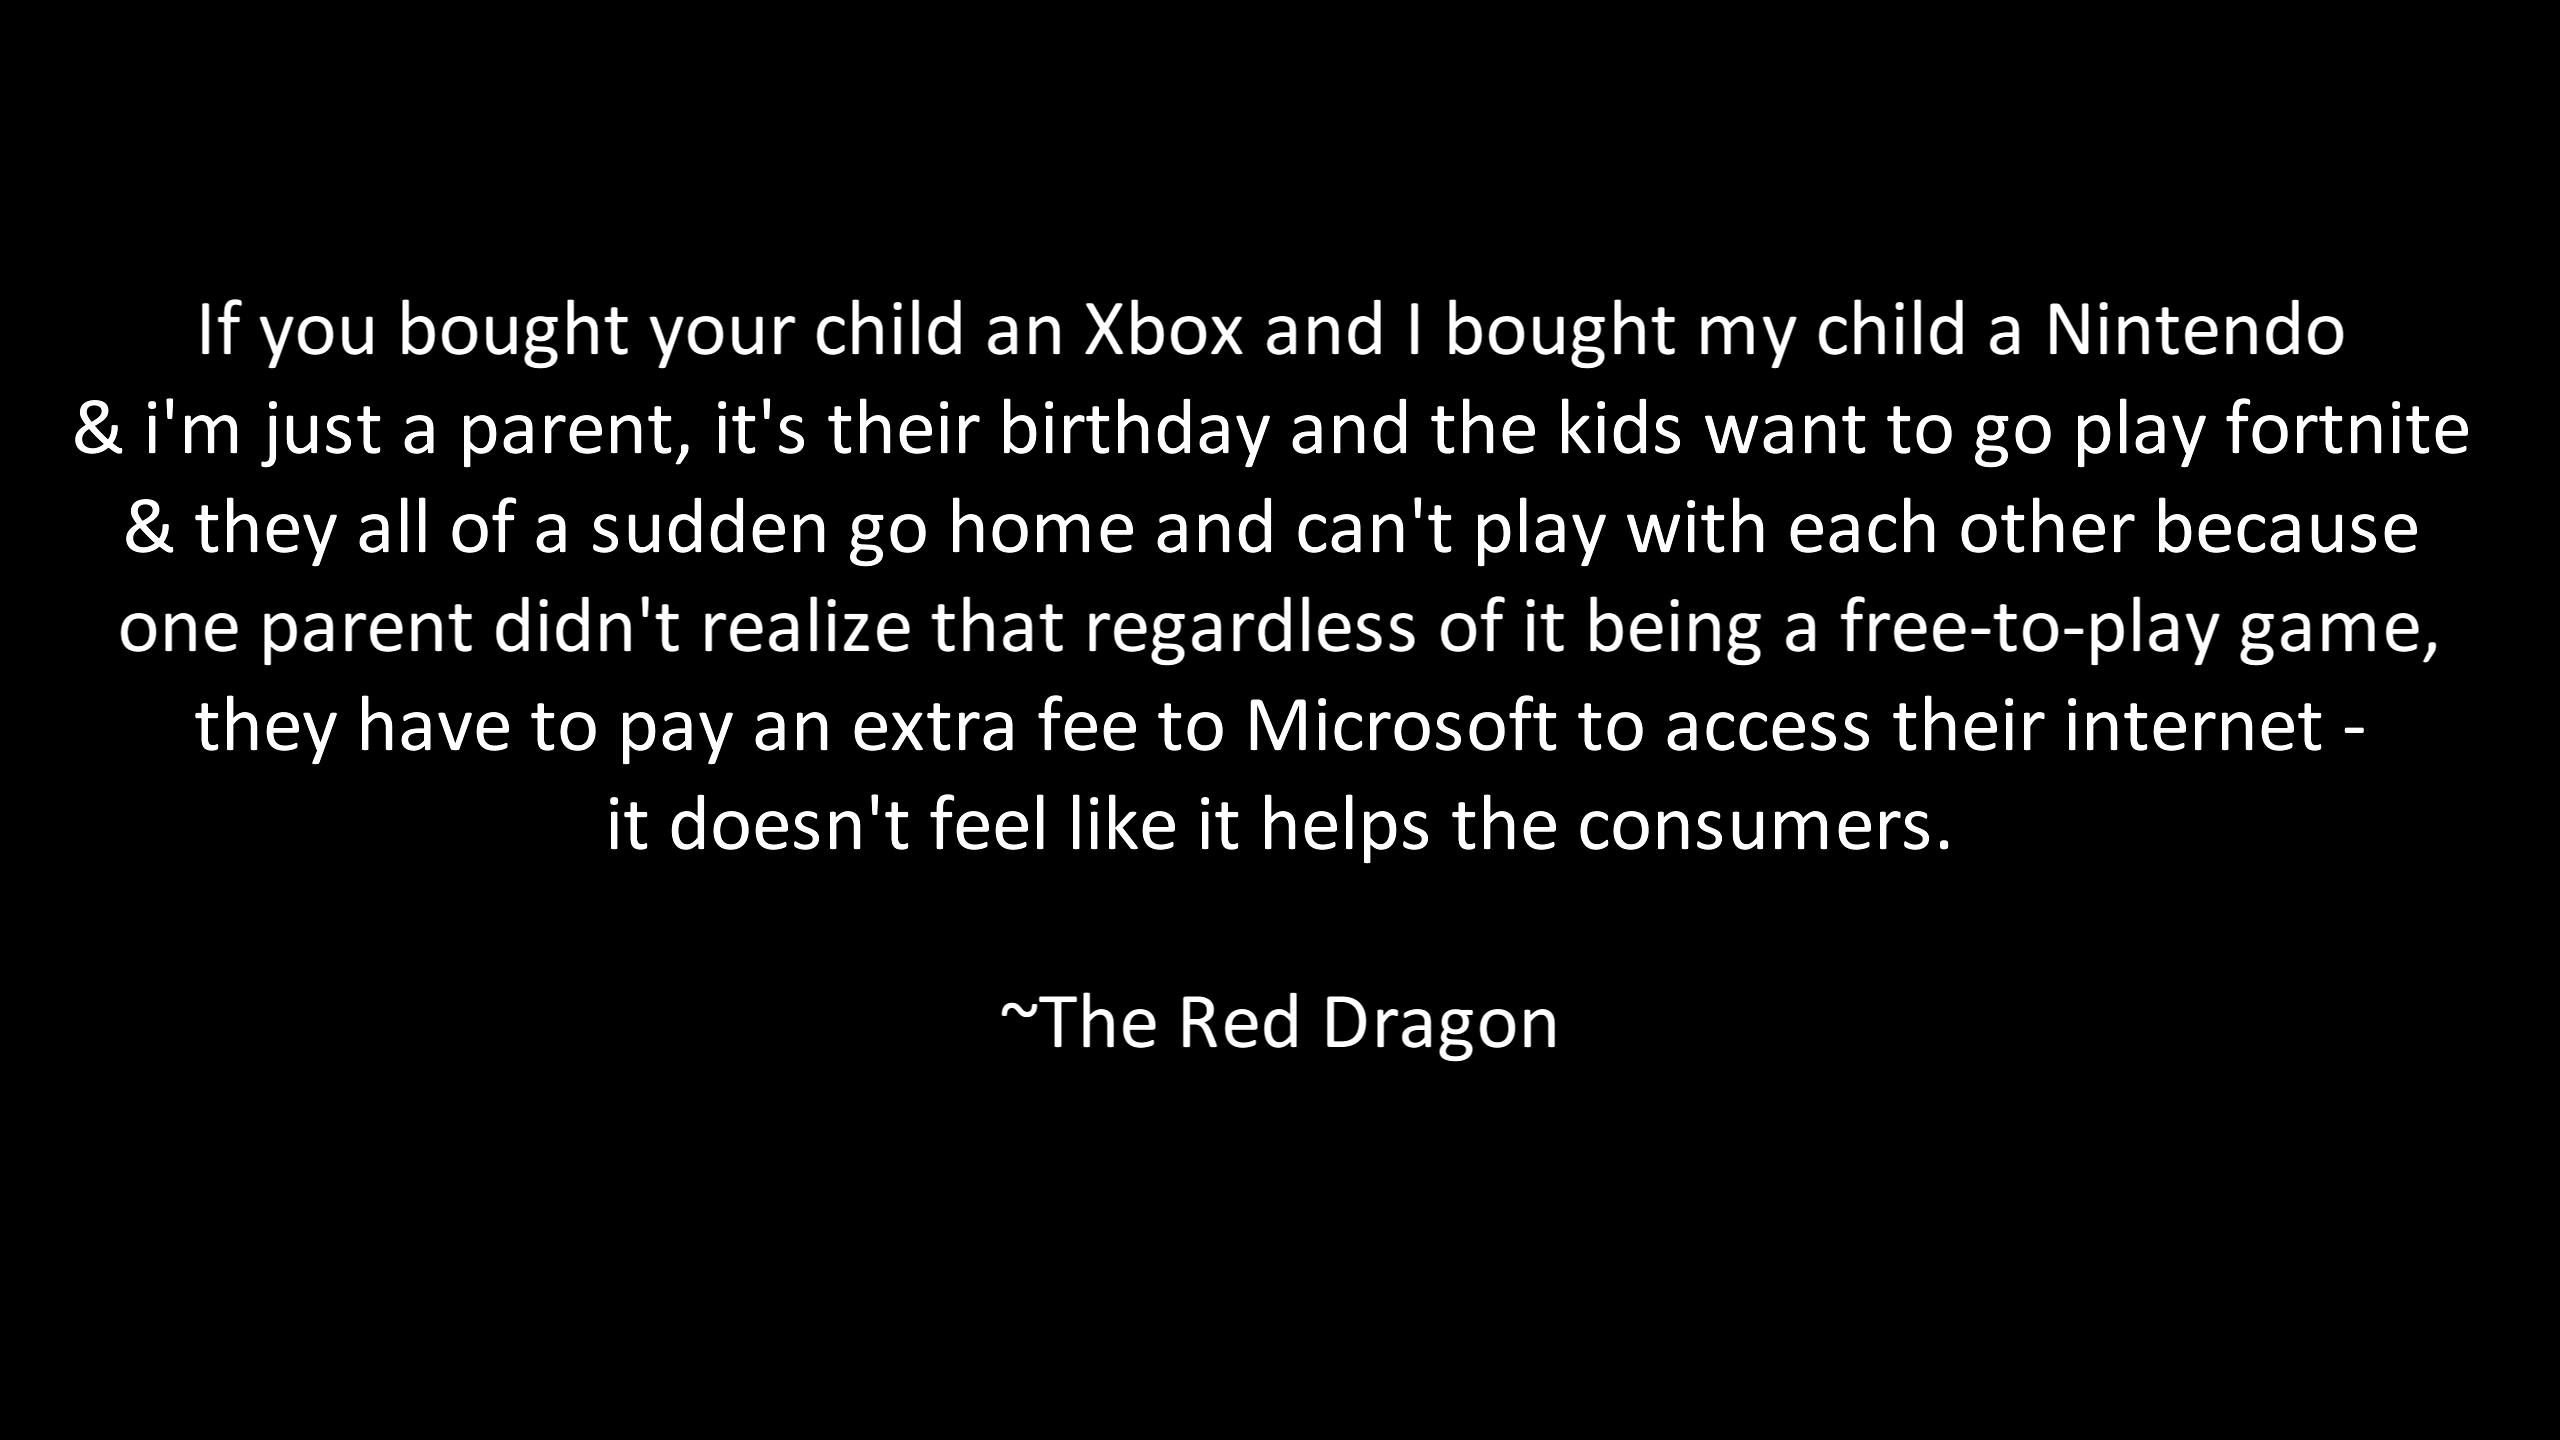 If you bought your child an Xbox and I bought my child a Nintendo
& i'm just a parent, it's their birthday and the kids want to go play fortnite
& they all of a sudden go home and can't play with each other because
one parent didn't realize that regardless of it being a free-to-play game,
they have to pay an extra fee to Microsoft to access their internet -
it doesn't feel like it helps the consumers.
~The Red Dragon